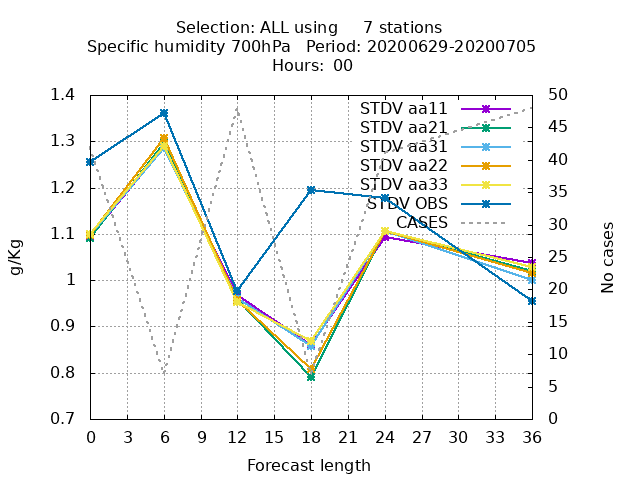 Selection: ALL using     7 stations
Specific humidity 700hPa   Period: 20200629-20200705
Hours: 00
STDV aa11
STDV aa21
STDV aa31
STDV aa22
STDV aa33
STDV OBS
CASES
g/Kg
1.4
1.3
1.2
1.1
1
0.9
0.8
0.7
50
45
40
35
30
25
20
15
10
5
0
No cases
0 3 6 9 12 15 18 21 24 27 30 33 36
Forecast length